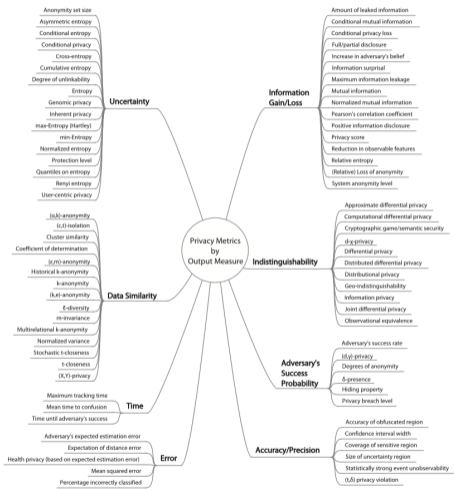 Anonymity set size
Asymmetric entropy
Conditional entropy
Conditional privacy
Cross-entropy
Cumulative entropy
Degree of unlinkability
Entropy
Genomic privacy
Inherent privacy
max-Entropy (Hartley)
min-Entropy
Normalized entropy
Protection level
Quantiles on entropy
Renyi entropy
User-centric privacy
Uncertainty
Amount of leaked information
Conditional mutual information
Conditional privacy loss
Full/partial disclosure
Increase in adversary's belief
Information surprisal
Maximum information leakage
Mutual information
Normalized mutual information
Pearson's correlation coefficient
Positive information disclosure
Privacy score
Reduction in observable features
Relative entropy
(Relative) Loss of anonymity
System anonymity level
Information
Gain/Loss
Privacy Metrics
by
Output Measure
(α,k)-anonymity
(c,t)-isolation
Cluster similarity
Coefficient of determination
(ε,m)-anonymity
Historical k-anonymity
k-anonymity
(k,e)-anonymity
ℓ-diversity
m-invariance
Multirelational k-anonymity
Normalized variance
Stochastic t-closeness
t-closeness
(X,Y)-privacy
Data Similarity
Approximate differential privacy
Computational differential privacy
Cryptographic game/semantic security
d-χ-privacy
Differential privacy
Distributed differential privacy
Distributional privacy
Geo-indistinguishability
Information privacy
Joint differential privacy
Observational equivalence
Indistinguishability
Adversary's success rate
(d,γ)-privacy
Degrees of anonymity
δ-presence
Hiding property
Privacy breach level
Adversary's
Success
Probability
Maximum tracking time
Mean time to confusion
Time until adversary's success
Time
Adversary's expected estimation error
Expectation of distance error
Health privacy (based on expected estimation error)
Mean squared error
Percentage incorrectly classified
Error
Accuracy of obfuscated region
Confidence interval width
Coverage of sensitive region
Size of uncertainty region
Statistically strong event unobservability
(t,δ) privacy violation
Accuracy/Precision